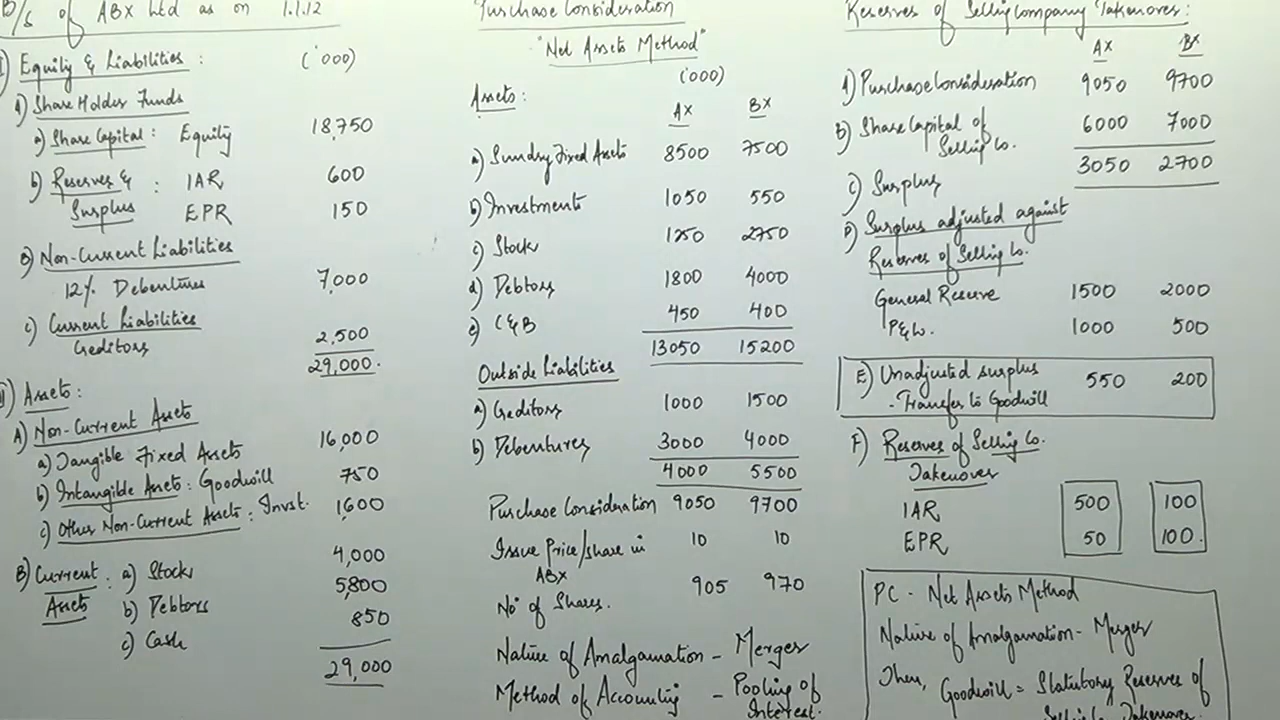 B/S of ABX Ltd as on 1.1.12
I) Equity & Liabilities : ('000)
A) Share Holder Funds
a) Share Capital : Equity 18,750
b) Reserves & Surplus : IAR 600
EPR 150
B) Non-Current Liabilities
12% Debentures 7,000
C) Current Liabilities
Creditors 2,500
29,000.
II) Assets :
A) Non-Current Assets
a) Tangible Fixed Assets 16,000
b) Intangible Assets : Goodwill 750
c) Other Non-Current Assets : Invst. 1,600
B) Current Assets : a) Stock 4,000
b) Debtors 5,800
c) Cash 850
29,000
Purchase Consideration
"Net Assets Method"
('000)
Assets : AX BX
a) Sundry Fixed Assets 8500 7500
b) Investments 1050 550
c) Stock 1250 2750
d) Debtors 1800 4000
e) C&B 450 400
13050 15200
Outside Liabilities
a) Creditors 1000 1500
b) Debentures 3000 4000
4000 5500
Purchase Consideration 9050 9700
Issue Price/share in ABX 10 10
No of Shares. 905 970
Nature of Amalgamation - Merger
Method of Accounting - Pooling of
Interest.
Reserves of Selling Company Takenover :
AX BX
A) Purchase Consideration 9050 9700
B) Share Capital of 6000 7000
Selling Co.
C) Surplus 3050 2700
D) Surplus adjusted against
Reserves of Selling Co.
General Reserve 1500 2000
P&L. 1000 500
E) Unadjusted surplus 550 200
- Transfer to Goodwill
F) Reserves of Selling Co.
Takenover
IAR 500 100
EPR 50 100
PC - Net Assets Method
Nature of Amalgamation - Merger
Then, Goodwill = Statutory Reserves of
Selling Co Takenover.